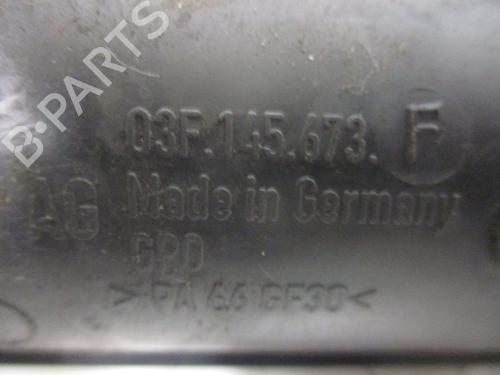 B-PARTS
03F.145.673. F
AG Made in Germany
GPO
>PA 66 GF30<